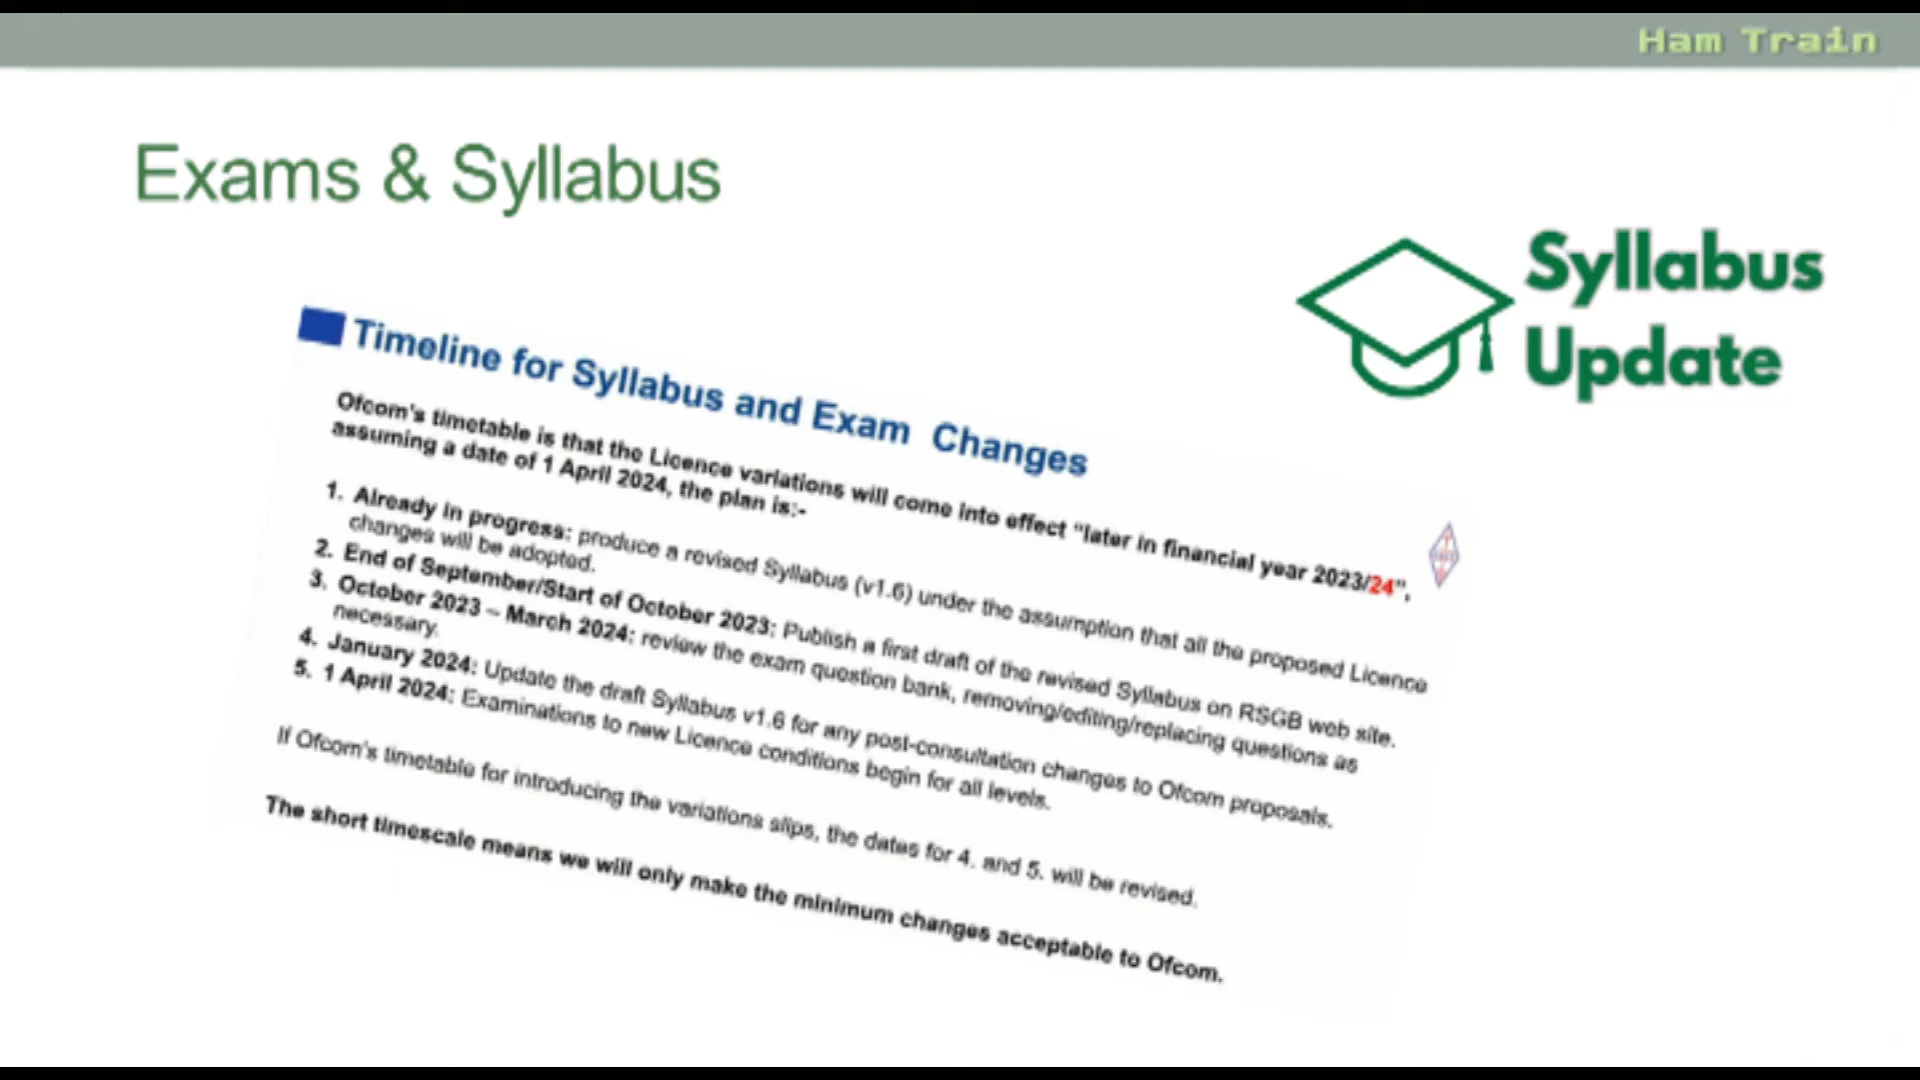 Ham Train
Exams & Syllabus
Syllabus
Update
Timeline for Syllabus and Exam Changes
Ofcom's timetable is that the Licence variations will come into effect "later in financial year 2023/24",
assuming a date of 1 April 2024, the plan is:-
1. Already in progress: produce a revised Syllabus (v1.6) under the assumption that all the proposed Licence
changes will be adopted.
2. End of September/Start of October 2023: Publish a first draft of the revised Syllabus on RSGB web site.
3. October 2023 – March 2024: review the exam question bank, removing/editing/replacing questions as
necessary.
4. January 2024: Update the draft Syllabus v1.6 for any post-consultation changes to Ofcom proposals.
5. 1 April 2024: Examinations to new Licence conditions begin for all levels.
If Ofcom's timetable for introducing the variations slips, the dates for 4. and 5. will be revised.
The short timescale means we will only make the minimum changes acceptable to Ofcom.